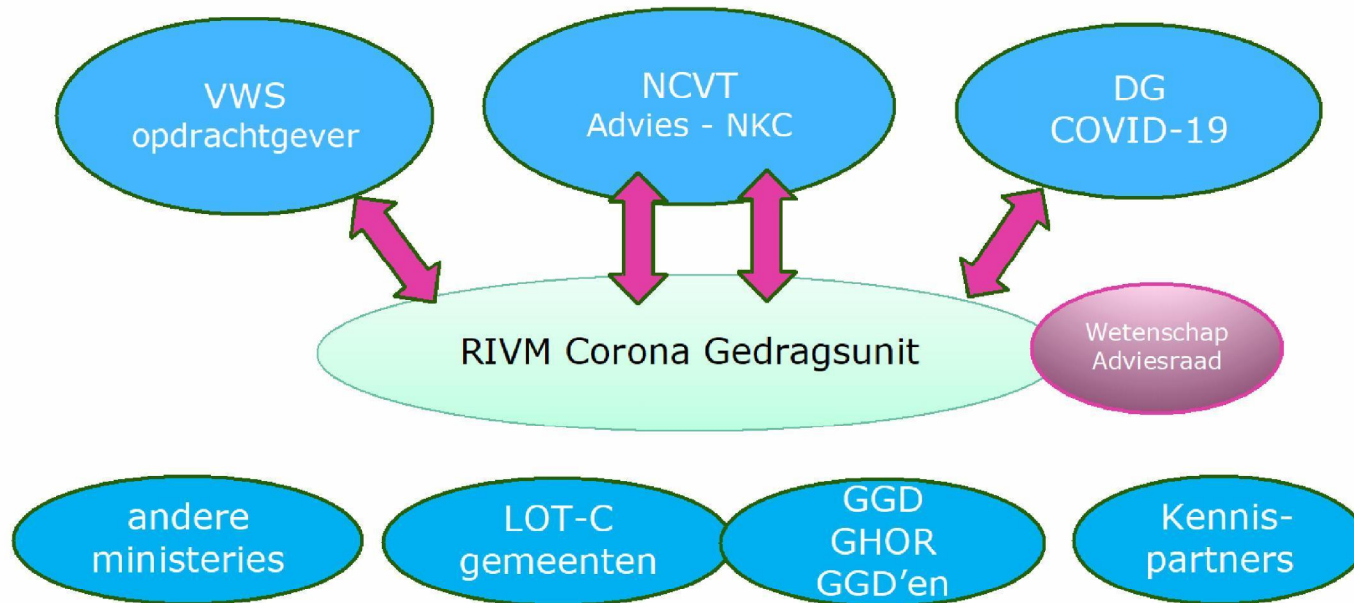 VWS
opdrachtgever
NCVT
Advies - NKC
DG
COVID-19
RIVM Corona Gedragsunit
Wetenschap
Adviesraad
andere
ministeries
LOT-C
gemeenten
GGD
GHOR
GGD'en
Kennis-
partners